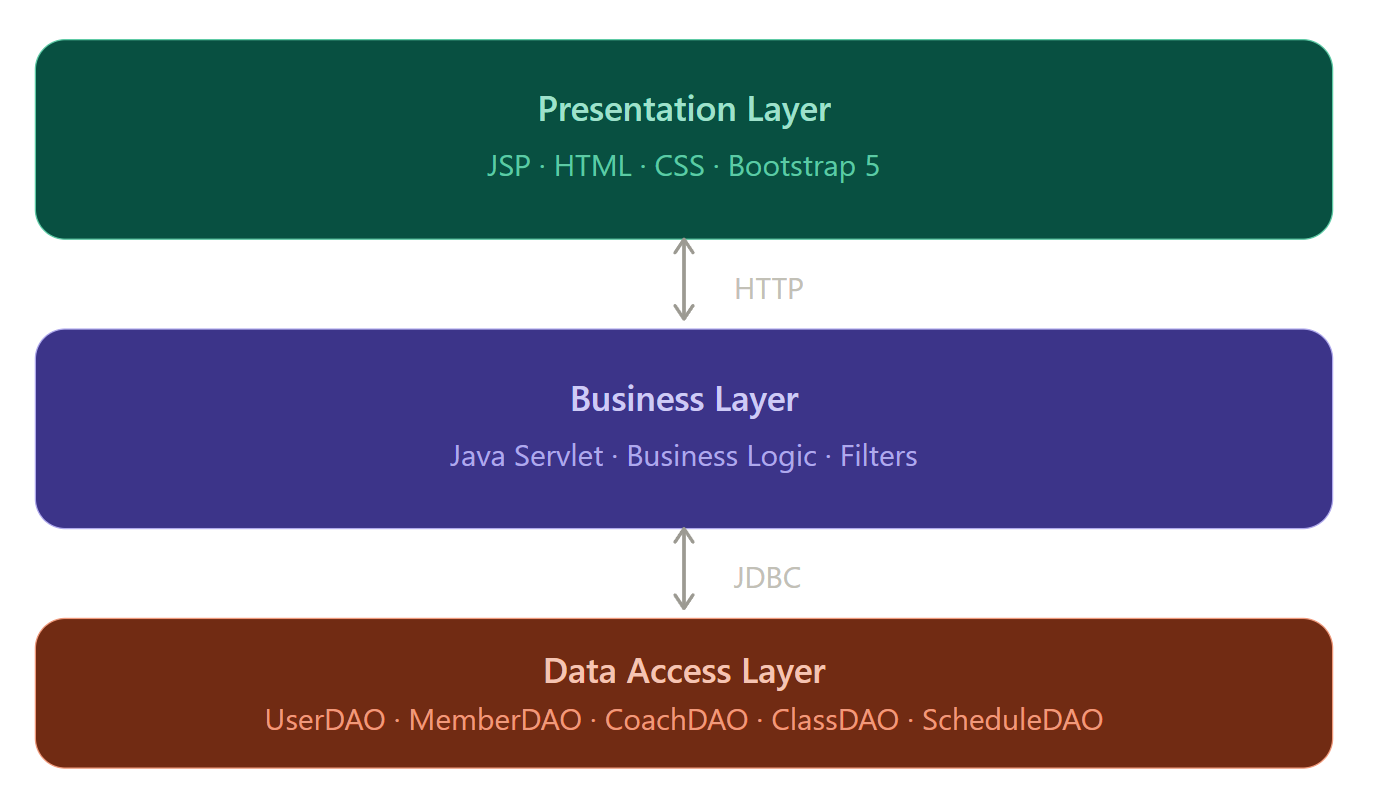 Presentation Layer
JSP · HTML · CSS · Bootstrap 5
HTTP
Business Layer
Java Servlet · Business Logic · Filters
JDBC
Data Access Layer
UserDAO · MemberDAO · CoachDAO · ClassDAO · ScheduleDAO